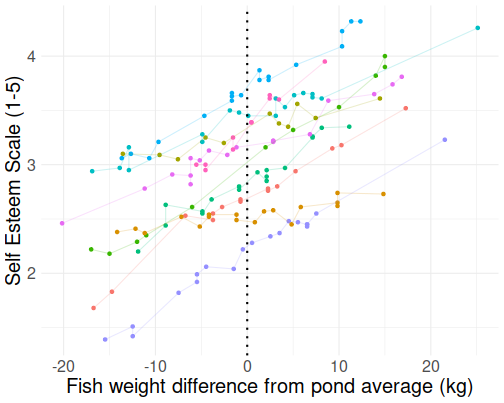 Self Esteem Scale (1-5)
4
3
2
-20 -10 0 10 20
Fish weight difference from pond average (kg)